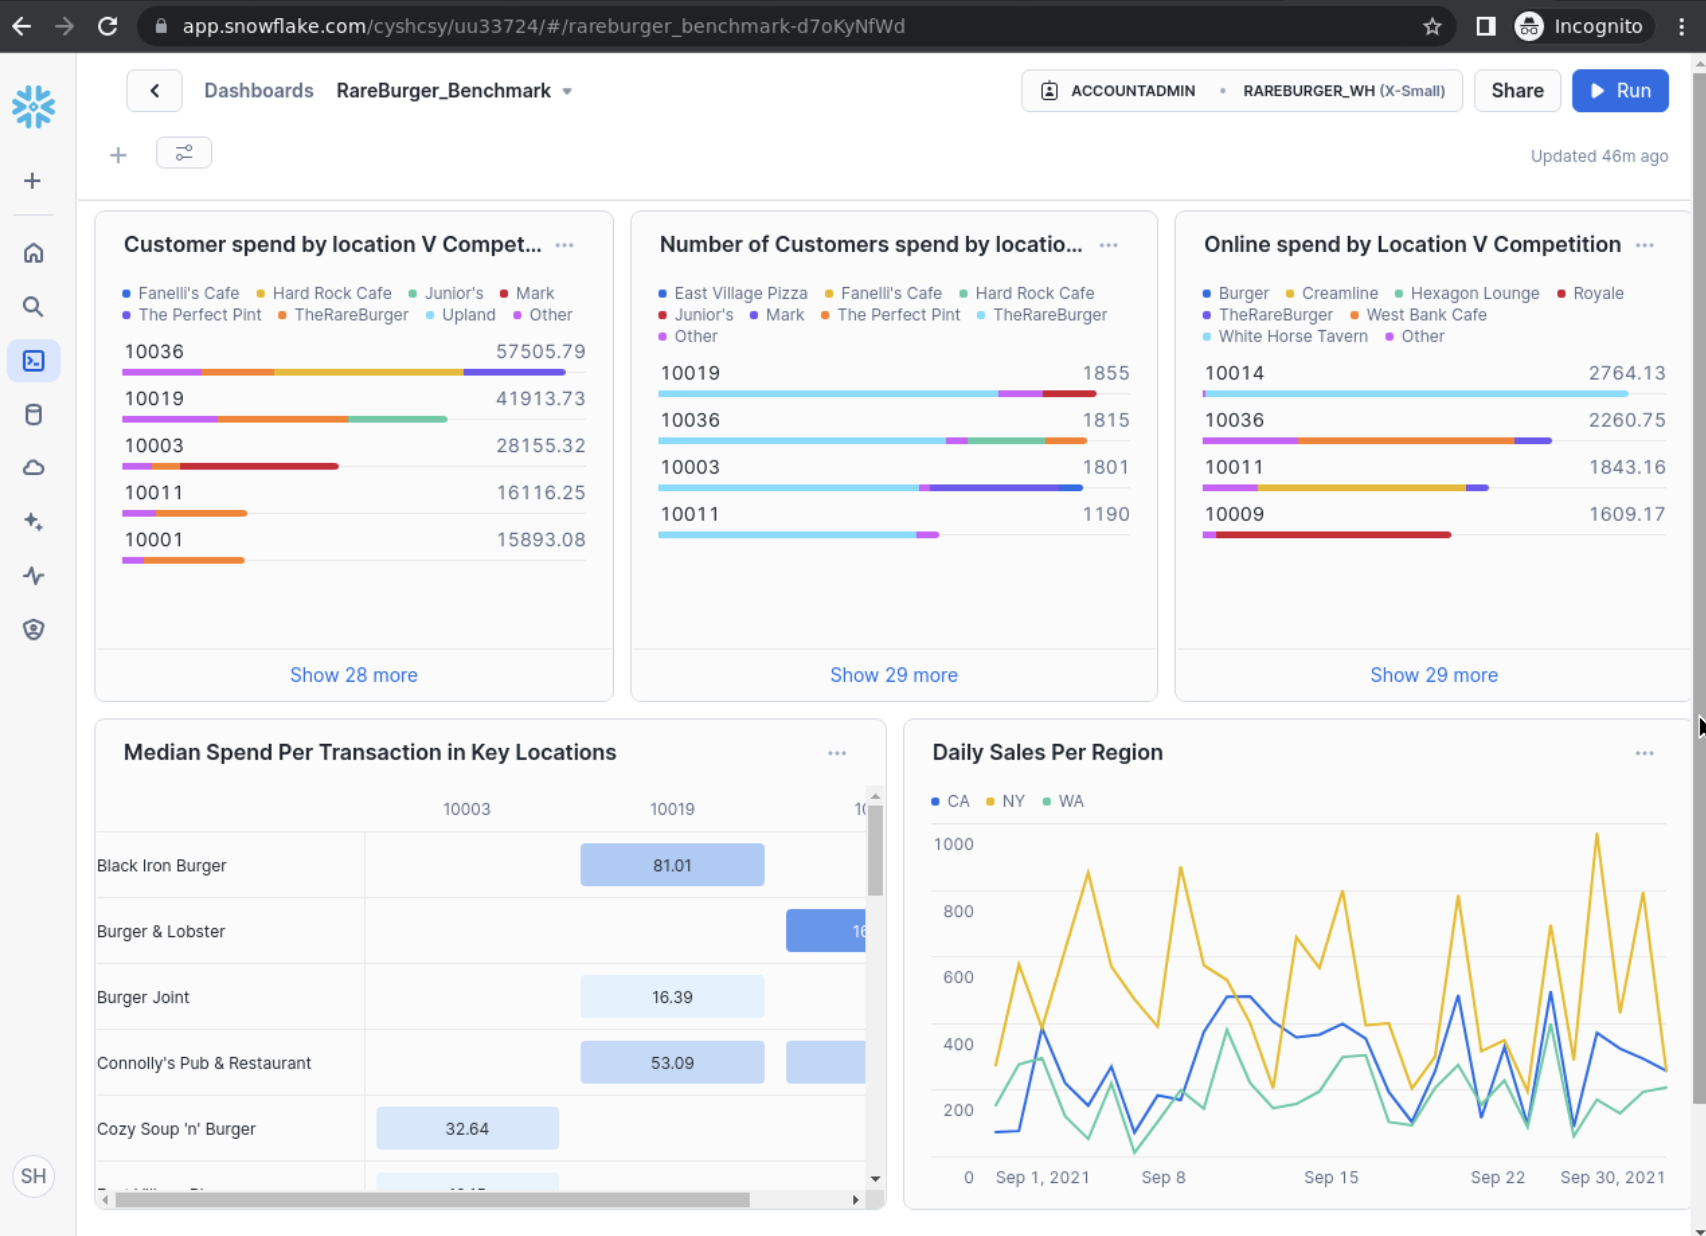 app.snowflake.com/cyshcsy/uu33724/#/rareburger_benchmark-d7oKyNfWd
Incognito
Dashboards RareBurger_Benchmark
ACCOUNTADMIN • RAREBURGER_WH (X-Small)
Share
Run
Updated 46m ago
Customer spend by location V Compet...
Fanelli's Cafe Hard Rock Cafe Junior's Mark
The Perfect Pint TheRareBurger Upland Other
10036 57505.79
10019 41913.73
10003 28155.32
10011 16116.25
10001 15893.08
Show 28 more
Number of Customers spend by locatio...
East Village Pizza Fanelli's Cafe Hard Rock Cafe
Junior's Mark The Perfect Pint TheRareBurger
Other
10019 1855
10036 1815
10003 1801
10011 1190
Show 29 more
Online spend by Location V Competition
Burger Creamline Hexagon Lounge Royale
TheRareBurger West Bank Cafe
White Horse Tavern Other
10014 2764.13
10036 2260.75
10011 1843.16
10009 1609.17
Show 29 more
Median Spend Per Transaction in Key Locations
10003 10019
Black Iron Burger 81.01
Burger & Lobster
Burger Joint 16.39
Connolly's Pub & Restaurant 53.09
Cozy Soup 'n' Burger 32.64
Daily Sales Per Region
CA NY WA
1000
800
600
400
200
0
Sep 1, 2021 Sep 8 Sep 15 Sep 22 Sep 30, 2021
SH